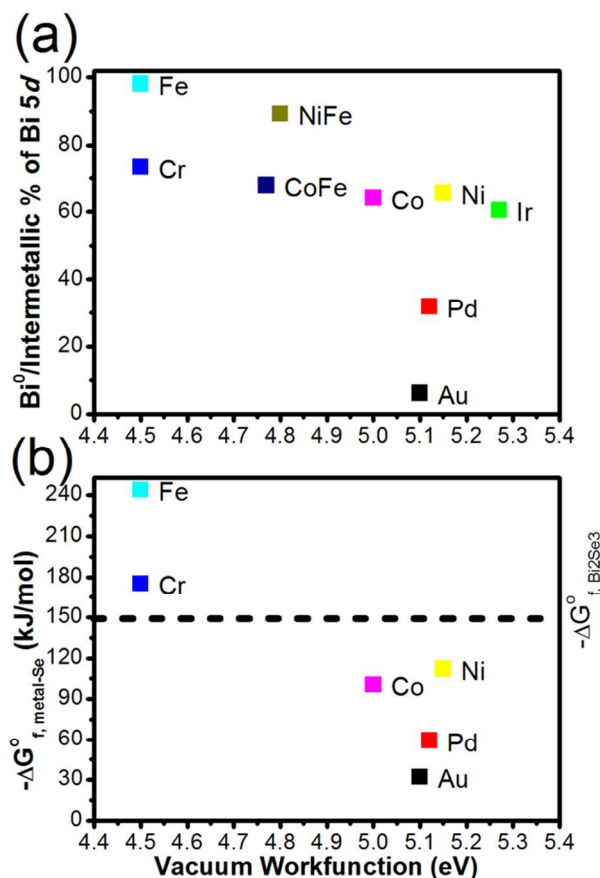 (a)
Bi⁰/Intermetallic % of Bi 5d
100
80
60
40
20
0
Fe
NiFe
Cr
CoFe
Co
Ni
Ir
Pd
Au
4.4 4.5 4.6 4.7 4.8 4.9 5.0 5.1 5.2 5.3 5.4
(b)
-ΔG°f, metal-Se (kJ/mol)
240
210
180
150
120
90
60
30
0
Fe
Cr
Co
Ni
Pd
Au
-ΔG°f, Bi2Se3
4.4 4.5 4.6 4.7 4.8 4.9 5.0 5.1 5.2 5.3 5.4
Vacuum Workfunction (eV)